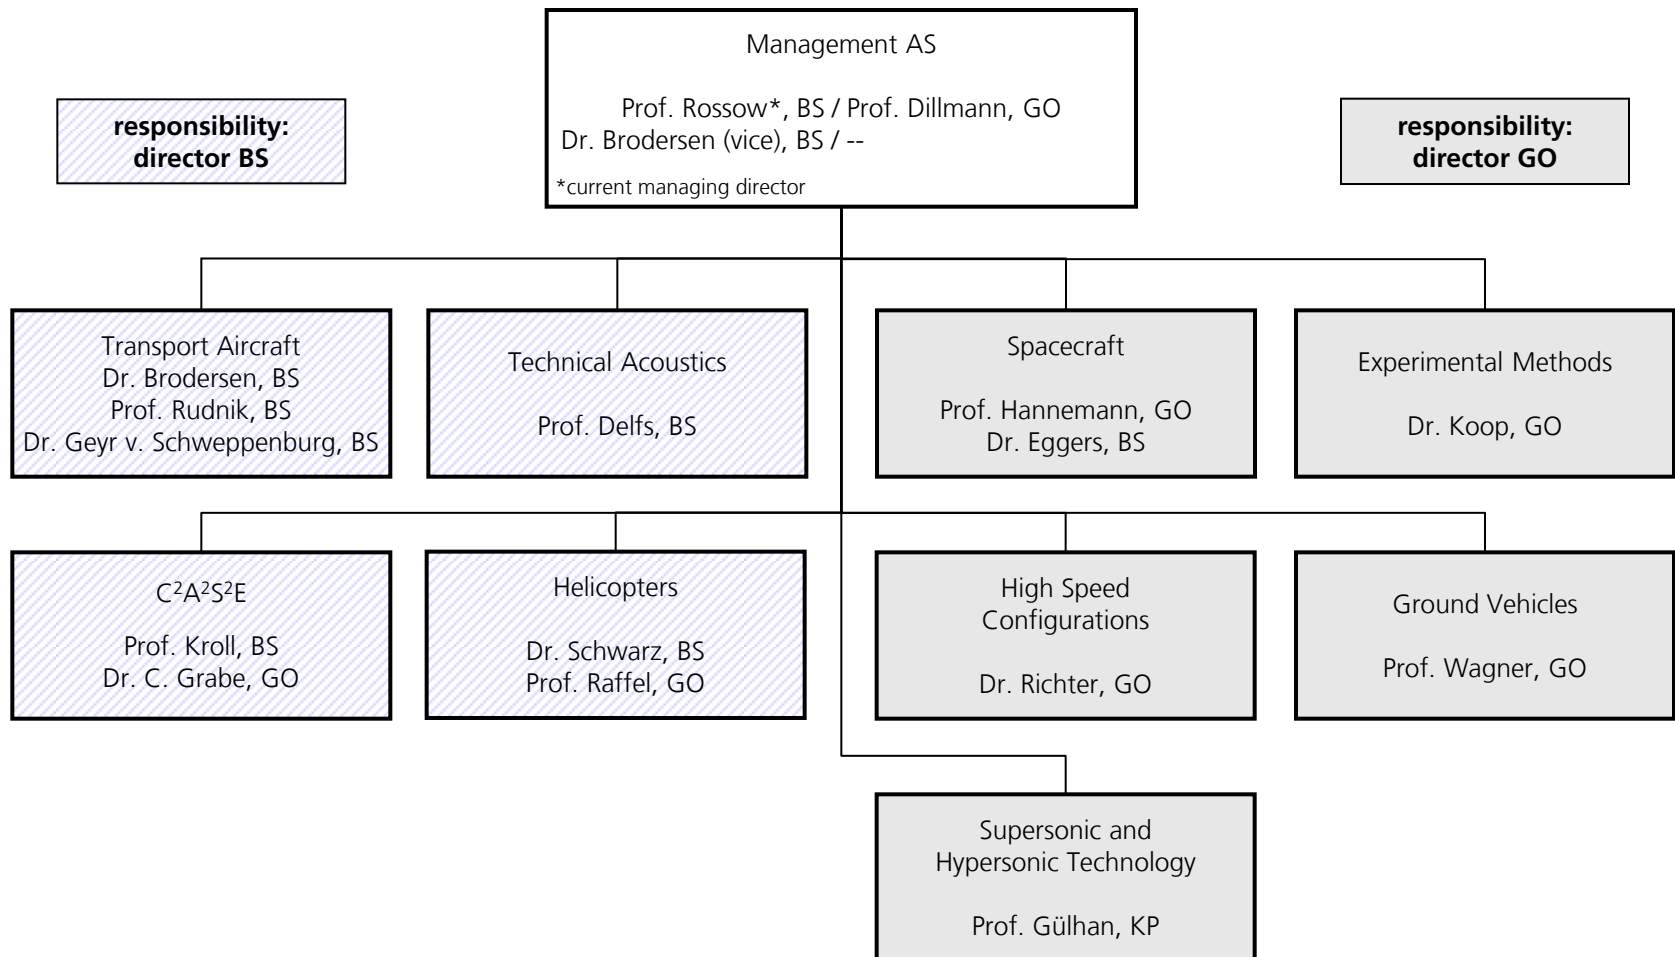 Management AS
Prof. Rossow*, BS / Prof. Dillmann, GO
Dr. Brodersen (vice), BS / --
*current managing director
responsibility:
director BS
responsibility:
director GO
Transport Aircraft
Dr. Brodersen, BS
Prof. Rudnik, BS
Dr. Geyr v. Schweppenburg, BS
Technical Acoustics
Prof. Delfs, BS
Spacecraft
Prof. Hannemann, GO
Dr. Eggers, BS
Experimental Methods
Dr. Koop, GO
C²A²S²E
Prof. Kroll, BS
Dr. C. Grabe, GO
Helicopters
Dr. Schwarz, BS
Prof. Raffel, GO
High Speed
Configurations
Dr. Richter, GO
Ground Vehicles
Prof. Wagner, GO
Supersonic and
Hypersonic Technology
Prof. Gülhan, KP